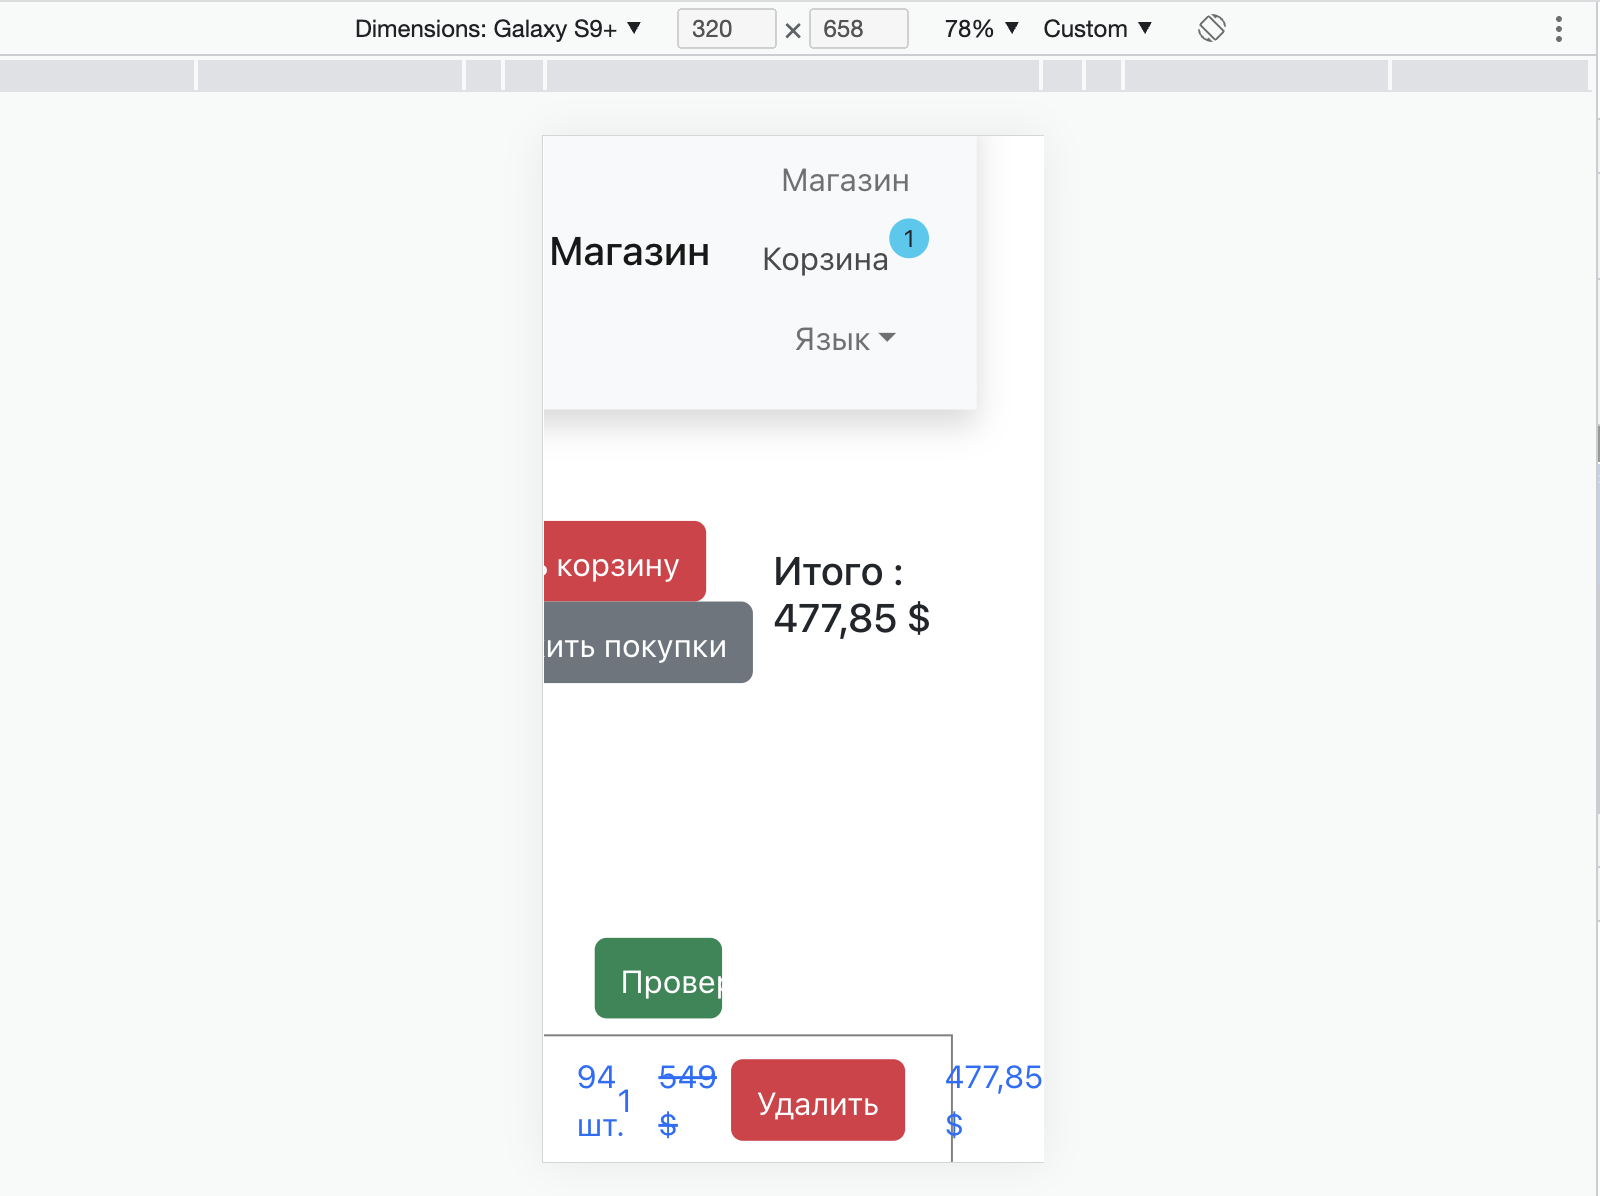 Dimensions: Galaxy S9+ ▼ 320 × 658 78% ▼ Custom ▼
Магазин
Магазин
Корзина 1
Язык
ь корзину
Итого :
477,85 $
ить покупки
Провер
94 1 549 Удалить 477,85
шт. $ $